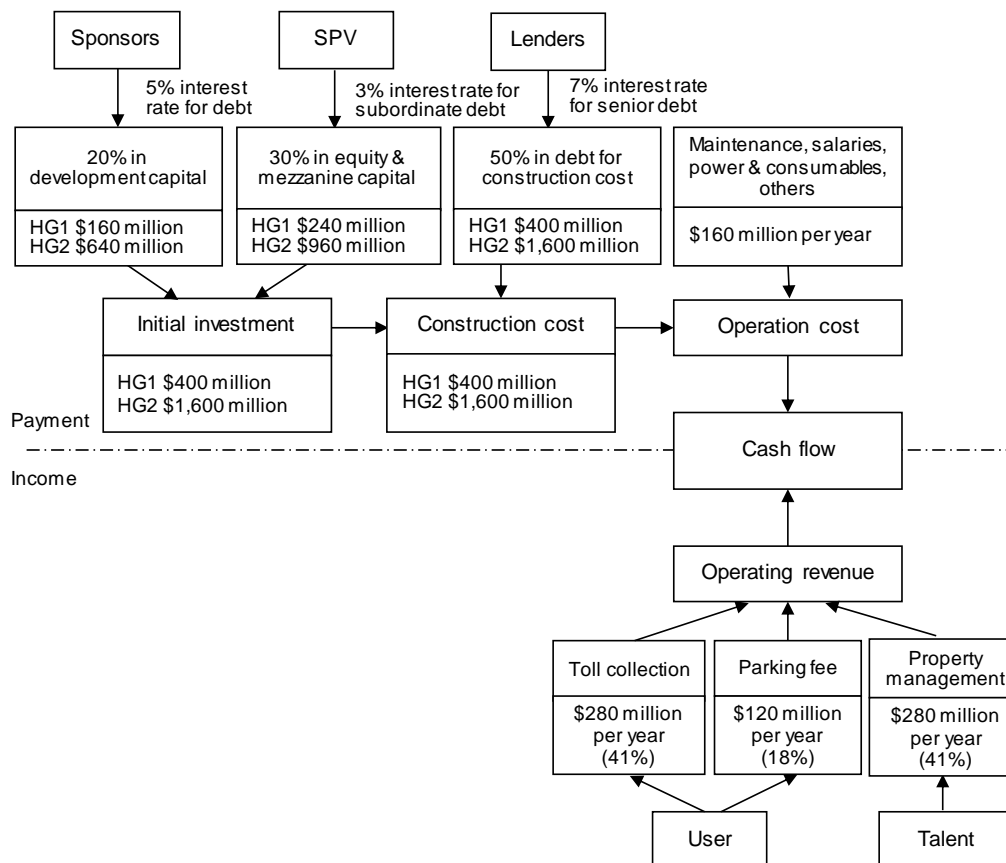 Sponsors
SPV
Lenders
5% interest
rate for debt
3% interest rate for
subordinate debt
7% interest rate
for senior debt
20% in
development capital
HG1 $160 million
HG2 $640 million
30% in equity &
mezzanine capital
HG1 $240 million
HG2 $960 million
50% in debt for
construction cost
HG1 $400 million
HG2 $1,600 million
Maintenance, salaries,
power & consumables,
others
$160 million per year
Initial investment
HG1 $400 million
HG2 $1,600 million
Construction cost
HG1 $400 million
HG2 $1,600 million
Operation cost
Payment
Cash flow
Income
Operating revenue
Toll collection
$280 million
per year
(41%)
Parking fee
$120 million
per year
(18%)
Property
management
$280 million
per year
(41%)
User
Talent